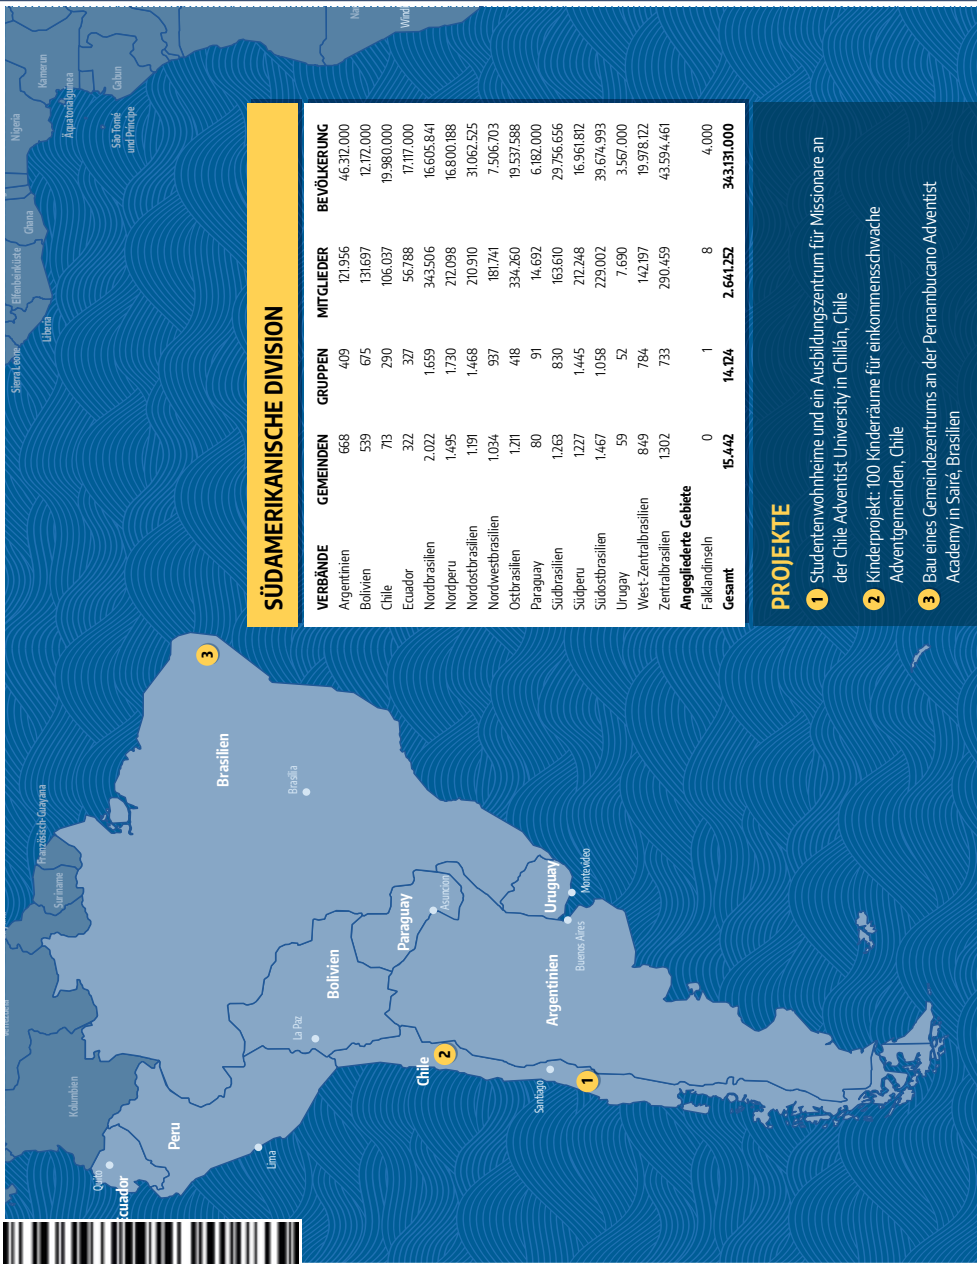 SÜDAMERIKANISCHE DIVISION
VERBÄNDE GEMEINDEN GRUPPEN MITGLIEDER BEVÖLKERUNG
Argentinien 668 409 121.956 46.312.000
Bolivien 539 675 131.697 12.172.000
Chile 713 290 106.037 19.980.000
Ecuador 322 327 56.788 17.117.000
Nordbrasilien 2.022 1.659 343.506 16.605.841
Nordperu 1.495 1.730 212.098 16.800.188
Nordostbrasilien 1.191 1.468 210.910 31.062.525
Nordwestbrasilien 1.034 937 181.741 7.506.703
Ostbrasilien 1.211 418 334.260 19.537.588
Paraguay 80 91 14.692 6.182.000
Südbrasilien 1.263 830 163.610 29.756.656
Südperu 1.227 1.445 212.248 16.961.812
Südostbrasilien 1.467 1.058 229.002 39.674.993
Urugay 59 52 7.690 3.567.000
West-Zentralbrasilien 849 784 142.197 19.978.122
Zentralbrasilien 1.302 733 290.459 43.594.461
Angegliederte Gebiete
Falklandinseln 0 1 8 4.000
Gesamt 15.442 14.124 2.641.252 343.131.000
PROJEKTE
1 Studentenwohnheime und ein Ausbildungszentrum für Missionare an
der Chile Adventist University in Chillán, Chile
2 Kinderprojekt: 100 Kinderräume für einkommensschwache
Adventgemeinden, Chile
3 Bau eines Gemeindezentrums an der Pernambucano Adventist
Academy in Sairé, Brasilien
Quito
Kolumbien
Peru
Lima
Suriname
Französisch-Guayana
Brasilien
Brasília
3
La Paz
Bolivien
Paraguay
Asuncion
Chile
2
Santiago
1
Argentinien
Buenos Aires
Uruguay
Montevideo
Sierra Leone
Liberia
Elfenbeinküste
Ghana
Nigeria
Kamerun
Äquatorialguinea
Gabun
São Tomé
und Príncipe